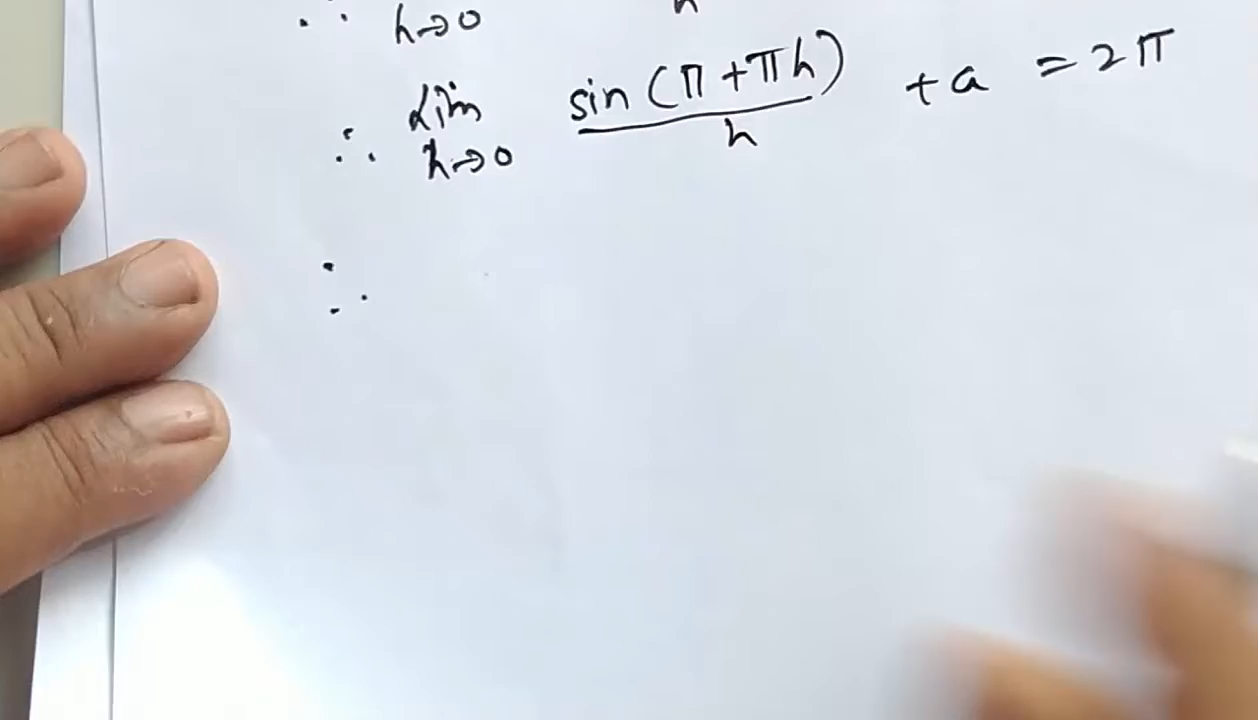 ∴ h→0 h
∴ lim h→0 sin(π+πh)/h + a = 2π
∴